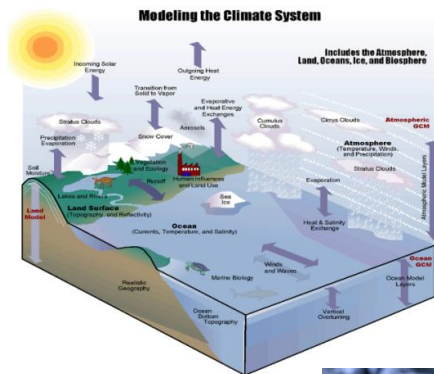 Modeling the Climate System
Includes the Atmosphere,
Land, Oceans, Ice, and Biosphere
Incoming Solar
Energy
Outgoing Heat
Energy
Transition from
Solid to Vapor
Evaporative
and Heat Energy
Exchanges
Stratus Clouds
Cumulus
Clouds
Cirrus Clouds
Atmospheric
GCM
Snow Cover
Aerosols
Precipitation
Evaporation
Atmosphere
(Temperature, Winds,
and Precipitation)
Vegetation
and Ecology
Stratus Clouds
Soil
Moisture
Runoff
Human Influences
and Land Use
Evaporation
Atmospheric Model Layers
Lakes and Rivers
Sea
Ice
Land
Model
Land Surface
(Topography, and Reflectivity)
Heat & Salinity
Exchange
Ocean
(Currents, Temperature,
and Salinity)
Ocean
GCM
Winds
and Waves
Ocean Model
Layers
Marine Biology
Realistic
Geography
Vertical
Overturning
Ocean
Bottom
Topography